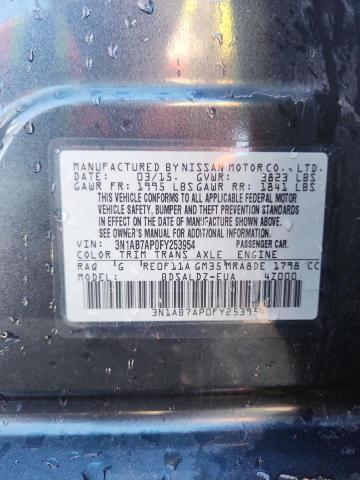 MANUFACTURED BY NISSAN MOTOR CO., LTD.
DATE: 03/15. GVWR: 3823 LBS
GAWR FR: 1995 LBS GAWR RR: 1841 LBS
THIS VEHICLE CONFORMS TO ALL APPLICABLE FEDERAL MOTOR
VEHICLE SAFETY, BUMPER AND THEFT PREVENTION STANDARDS
IN EFFECT ON THE DATE OF MANUFACTURE SHOWN ABOVE.
SEE OWNER'S MANUAL FOR ADDITIONAL INFORMATION.
VIN: 3N1AB7AP0FY253954 PASSENGER CAR.
COLOR TRIM TRANS AXLE ENGINE
RAQ G RE0F11A GM35 MRA8DE 1798 CC
MODEL: BDSALDZ-EUA 4Z000
3N1AB7AP0FY253954